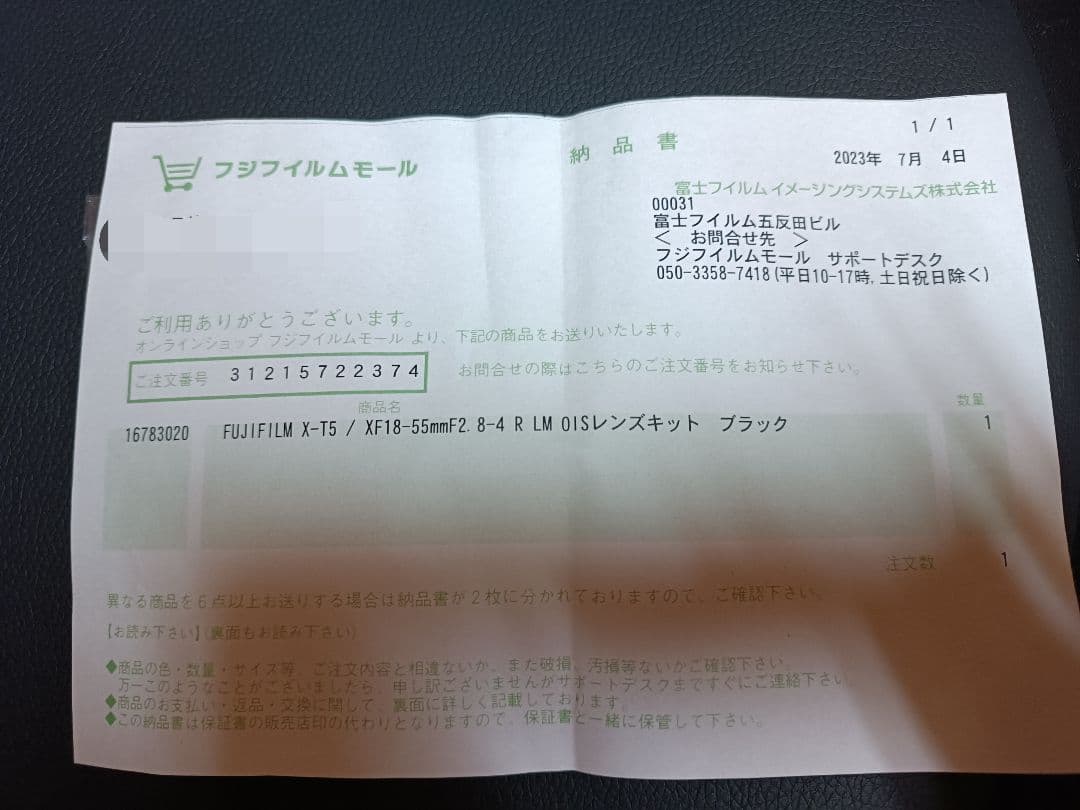 1 / 1
納品書
2023年 7月 4日
フジフイルムモール
富士フイルムイメージングシステムズ株式会社
00031
富士フイルム五反田ビル
＜ お問合せ先 ＞
フジフイルムモール サポートデスク
050-3358-7418(平日10-17時,土日祝日除く)
ご利用ありがとうございます。
オンラインショップ フジフイルムモール より、下記の商品をお送りいたします。
ご注文番号 31215722374 お問合せの際はこちらのご注文番号をお知らせ下さい。
商品名 数量
16783020 FUJIFILM X-T5 / XF18-55mmF2.8-4 R LM OISレンズキット ブラック 1
注文数 1
異なる商品を６点以上お送りする場合は納品書が２枚に分かれておりますので、ご確認下さい。
【お読み下さい】(裏面もお読み下さい)
◆商品の色・数量・サイズ等、ご注文内容と相違ないか、また破損、汚損等ないかご確認下さい。
万一このようなことがございましたら、申し訳ございませんがサポートデスクまですぐにご連絡下さい。
◆商品のお支払い・返品・交換に関して、裏面に詳しく記載しております。
◆この納品書は保証書の販売店印の代わりとなりますので、保証書と一緒に保管して下さい。